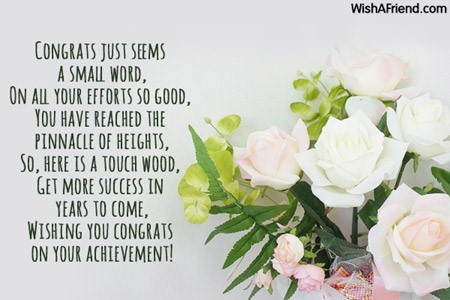 WishAFriend.com
Congrats just seems
a small word,
On all your efforts so good,
You have reached the
pinnacle of heights,
So, here is a touch wood,
Get more success in
years to come,
Wishing you congrats
on your achievement!